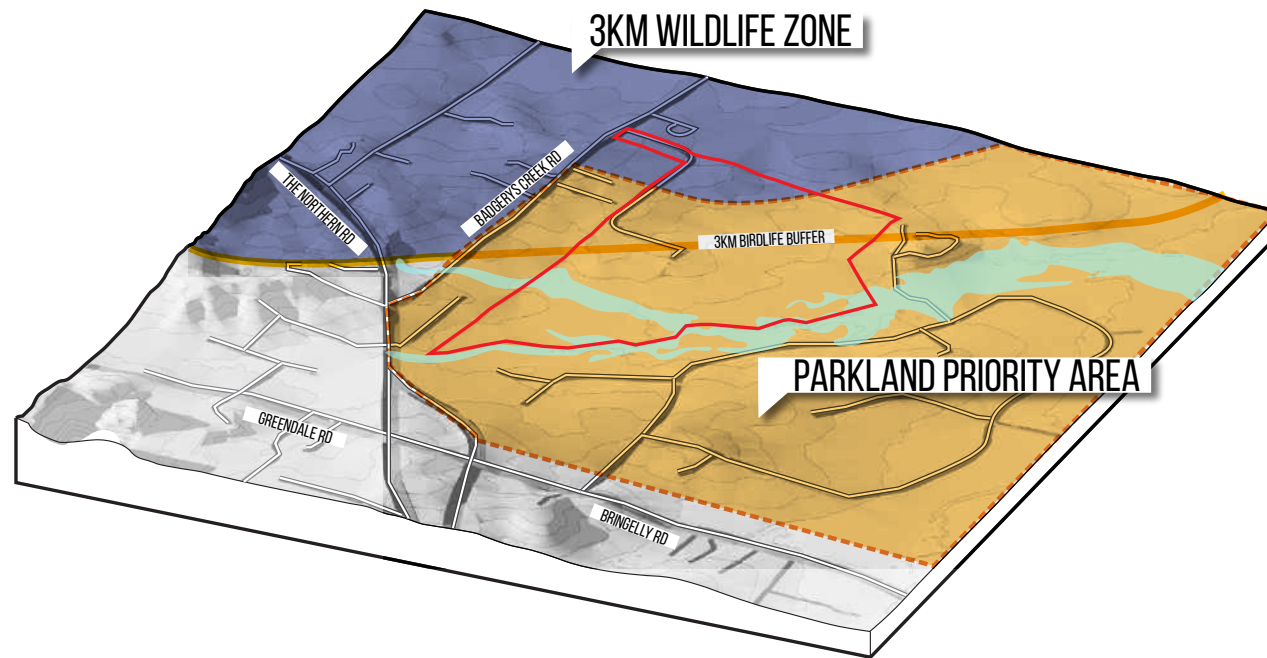 3KM WILDLIFE ZONE
THE NORTHERN RD
BADGERYS CREEK RD
3KM BIRDLIFE BUFFER
PARKLAND PRIORITY AREA
GREENDALE RD
BRINGELLY RD